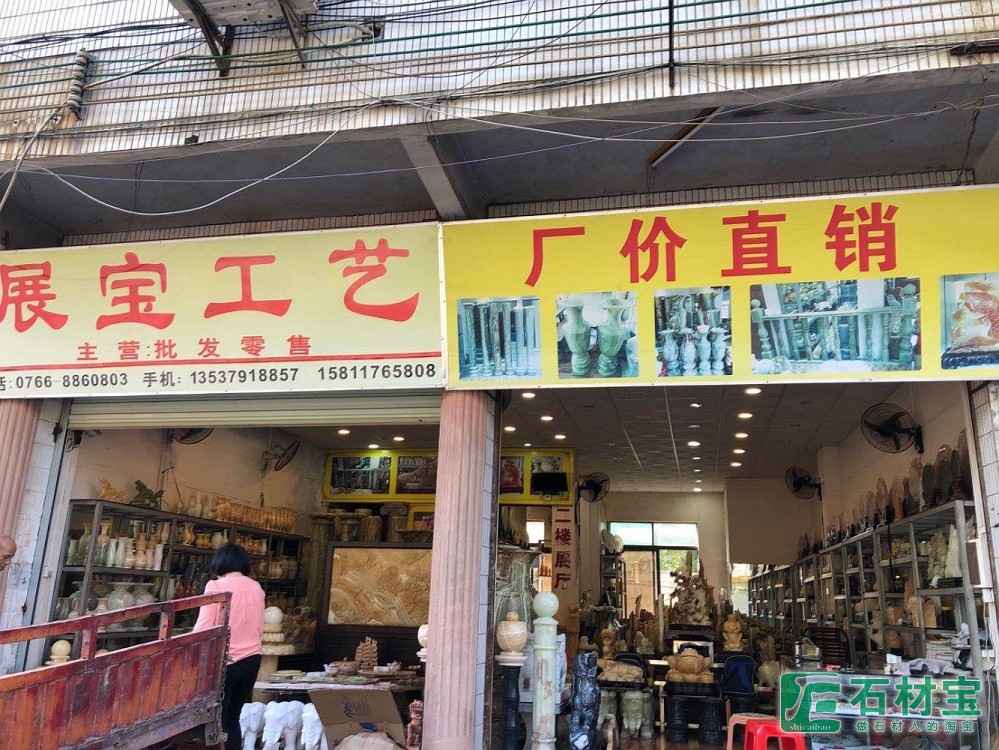 展宝工艺
主营:批发零售
话:0766-8860803 手机:13537918857 15811765808
厂价直销
二楼展厅
石材宝
shicaibao
做石材人的淘宝